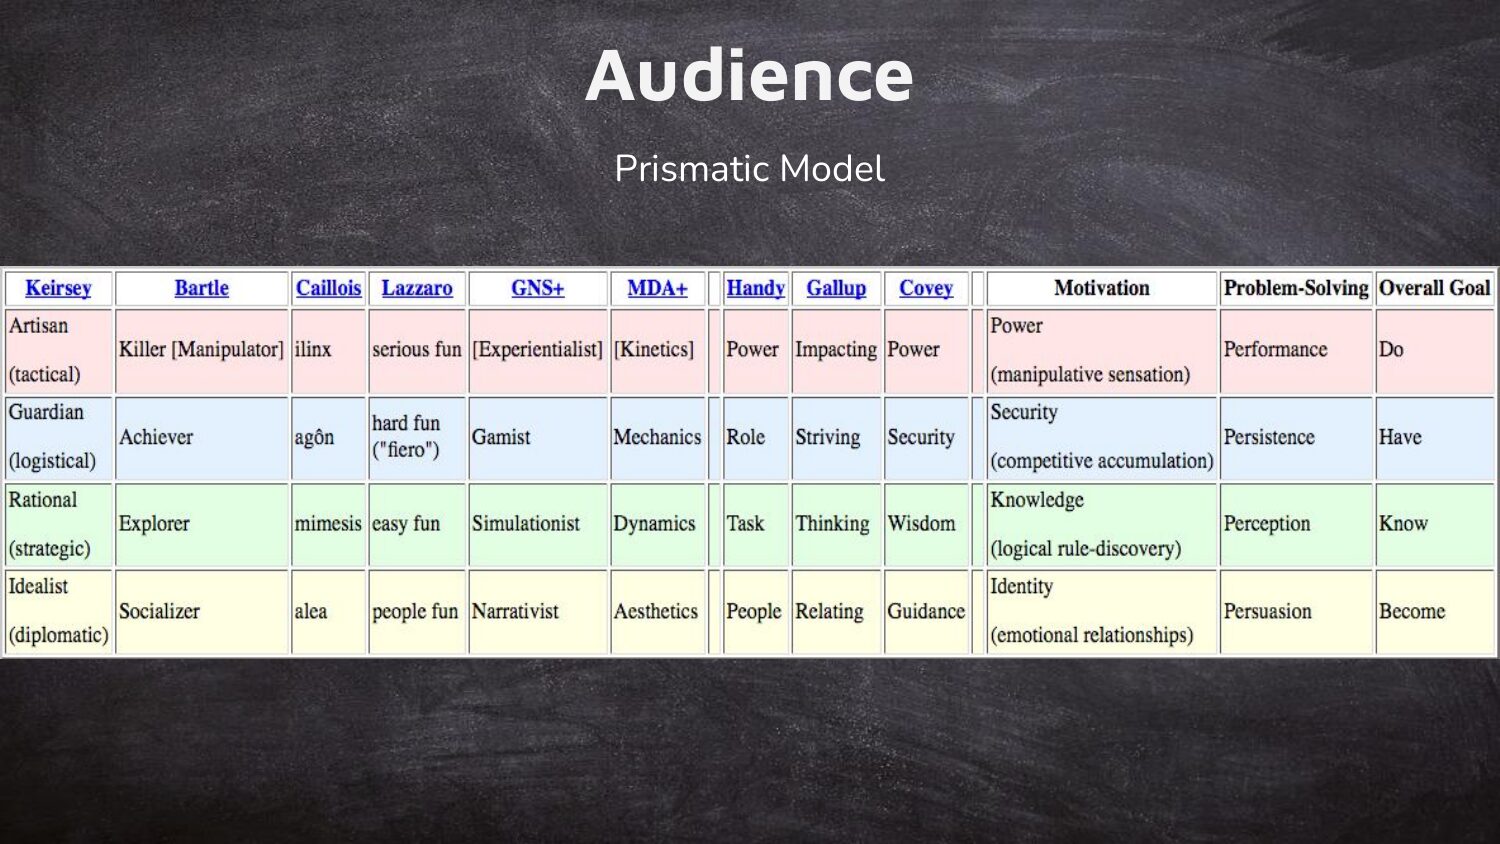 Audience
Prismatic Model
Keirsey Bartle Caillois Lazzaro GNS+ MDA+ Handy Gallup Covey Motivation Problem-Solving Overall Goal
Artisan (tactical) Killer [Manipulator] ilinx serious fun [Experientialist] [Kinetics] Power Impacting Power Power (manipulative sensation) Performance Do
Guardian (logistical) Achiever agôn hard fun ("fiero") Gamist Mechanics Role Striving Security Security (competitive accumulation) Persistence Have
Rational (strategic) Explorer mimesis easy fun Simulationist Dynamics Task Thinking Wisdom Knowledge (logical rule-discovery) Perception Know
Idealist (diplomatic) Socializer alea people fun Narrativist Aesthetics People Relating Guidance Identity (emotional relationships) Persuasion Become